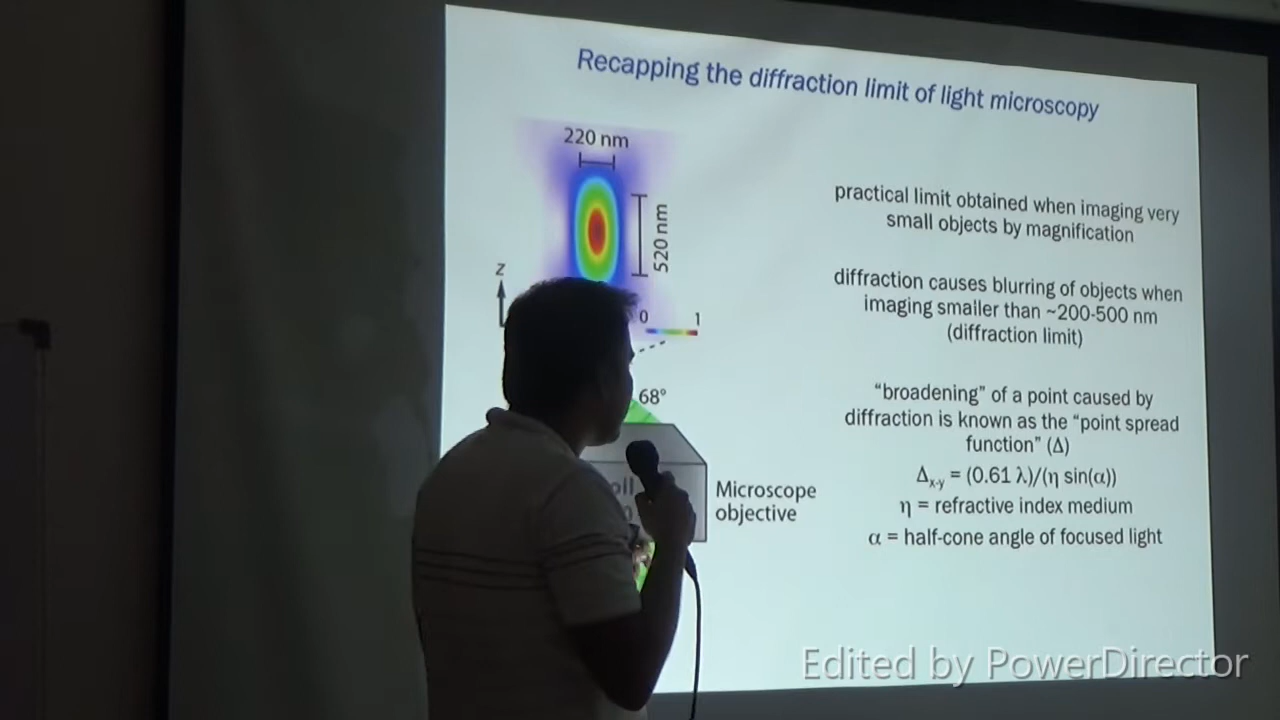 Recapping the diffraction limit of light microscopy
220 nm
520 nm
z
0 1
68°
Microscope
objective
practical limit obtained when imaging very
small objects by magnification
diffraction causes blurring of objects when
imaging smaller than ~200-500 nm
(diffraction limit)
“broadening” of a point caused by
diffraction is known as the “point spread
function” (Δ)
Δx-y = (0.61 λ)/(η sin(α))
η = refractive index medium
α = half-cone angle of focused light
Edited by PowerDirector